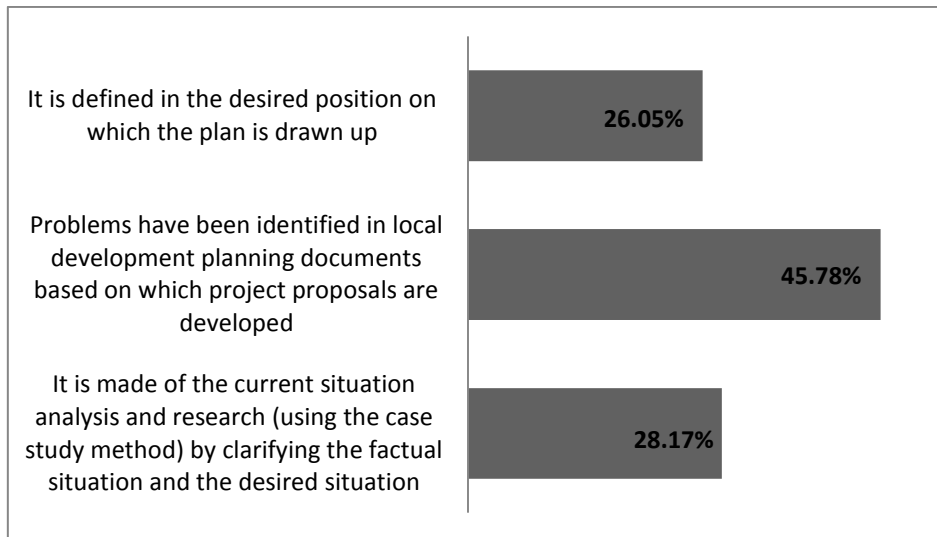 It is defined in the desired position on
which the plan is drawn up
26.05%
Problems have been identified in local
development planning documents
based on which project proposals are
developed
45.78%
It is made of the current situation
analysis and research (using the case
study method) by clarifying the factual
situation and the desired situation
28.17%